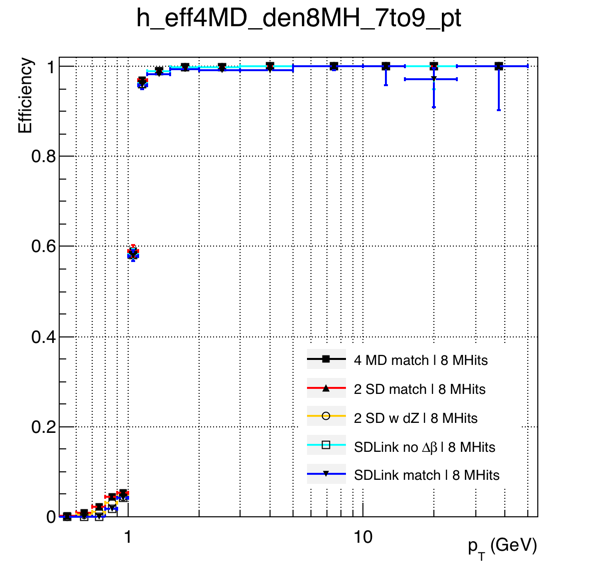 h_eff4MD_den8MH_7to9_pt
Efficiency
1
0.8
0.6
0.4
0.2
0
4 MD match | 8 MHits
2 SD match | 8 MHits
2 SD w dZ | 8 MHits
SDLink no Δβ | 8 MHits
SDLink match | 8 MHits
1
10
p_T (GeV)